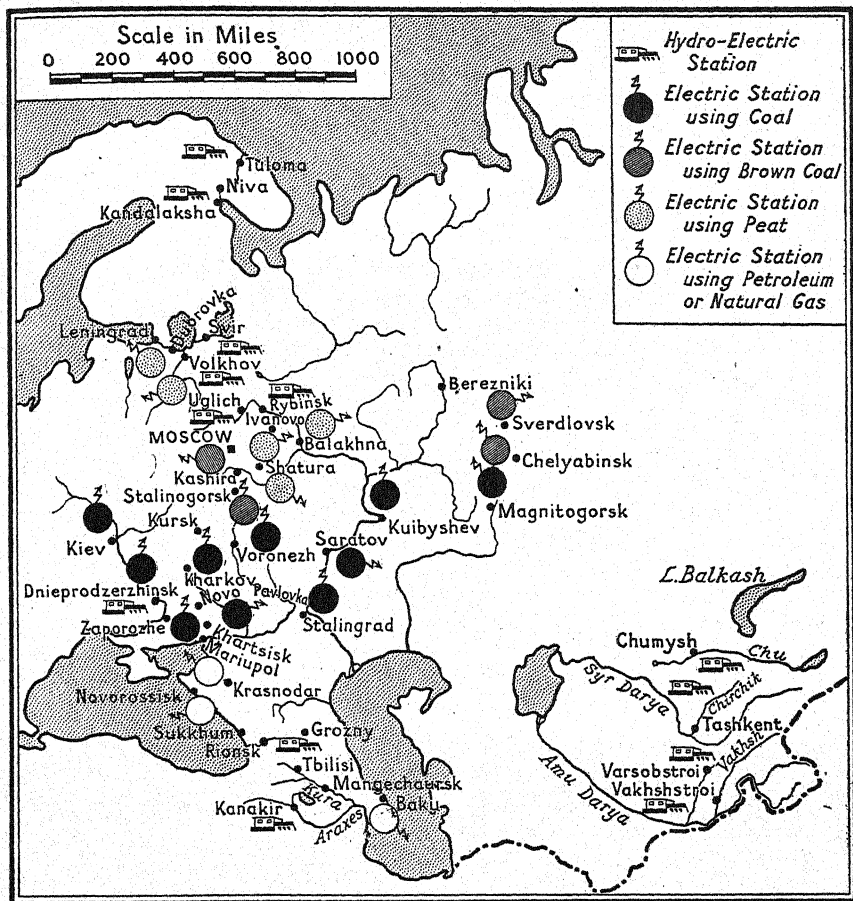 Scale in Miles
0 200 400 600 800 1000
Hydro-Electric
Station
Electric Station
using Coal
Electric Station
using Brown Coal
Electric Station
using Peat
Electric Station
using Petroleum
or Natural Gas
Tuloma
Niva
Kandalaksha
Dubrovka
Leningrad
Svir
Volkhov
Uglich
Rybinsk
Ivanovo
MOSCOW
Balakhna
Shatura
Kashira
Stalinogorsk
Berezniki
Sverdlovsk
Chelyabinsk
Magnitogorsk
Kuibyshev
Kursk
Kiev
Voronezh
Saratov
Kharkov
Dnieprodzerzhinsk
Novo
Pavlovka
Stalingrad
Zaporozhe
Khartsisk
Mariupol
Krasnodar
Novorossisk
Sukkhum
Rionsk
Grozny
Tbilisi
Mangechaersk
Kura
Baku
Kanakir
Araxes
L. Balkash
Chumysh
Chu
Syr Darya
Chirchik
Tashkent
Vakhsh
Varsobstroi
Vakhshstroi
Amu Darya